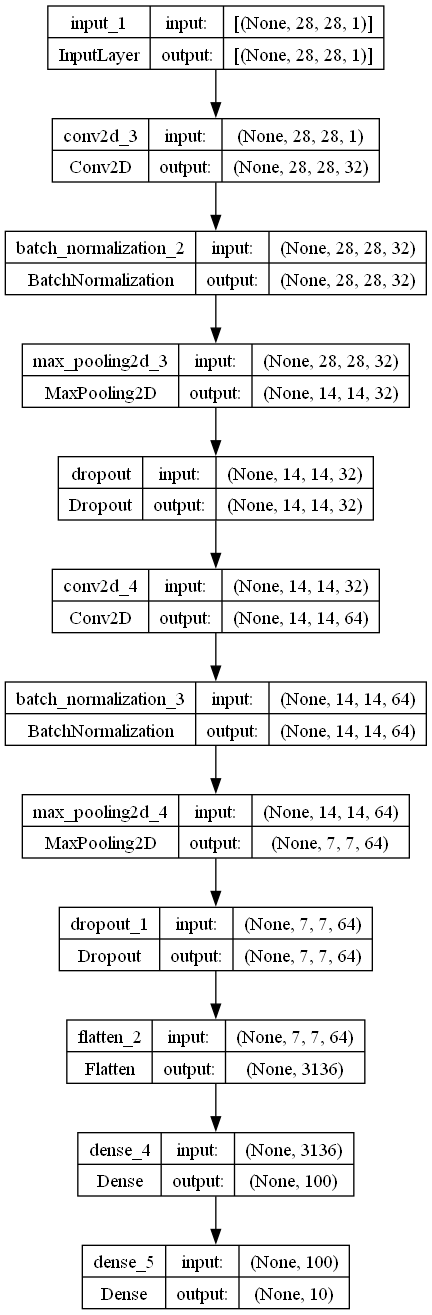 input_1 input: [(None, 28, 28, 1)]
InputLayer output: [(None, 28, 28, 1)]
conv2d_3 input: (None, 28, 28, 1)
Conv2D output: (None, 28, 28, 32)
batch_normalization_2 input: (None, 28, 28, 32)
BatchNormalization output: (None, 28, 28, 32)
max_pooling2d_3 input: (None, 28, 28, 32)
MaxPooling2D output: (None, 14, 14, 32)
dropout input: (None, 14, 14, 32)
Dropout output: (None, 14, 14, 32)
conv2d_4 input: (None, 14, 14, 32)
Conv2D output: (None, 14, 14, 64)
batch_normalization_3 input: (None, 14, 14, 64)
BatchNormalization output: (None, 14, 14, 64)
max_pooling2d_4 input: (None, 14, 14, 64)
MaxPooling2D output: (None, 7, 7, 64)
dropout_1 input: (None, 7, 7, 64)
Dropout output: (None, 7, 7, 64)
flatten_2 input: (None, 7, 7, 64)
Flatten output: (None, 3136)
dense_4 input: (None, 3136)
Dense output: (None, 100)
dense_5 input: (None, 100)
Dense output: (None, 10)